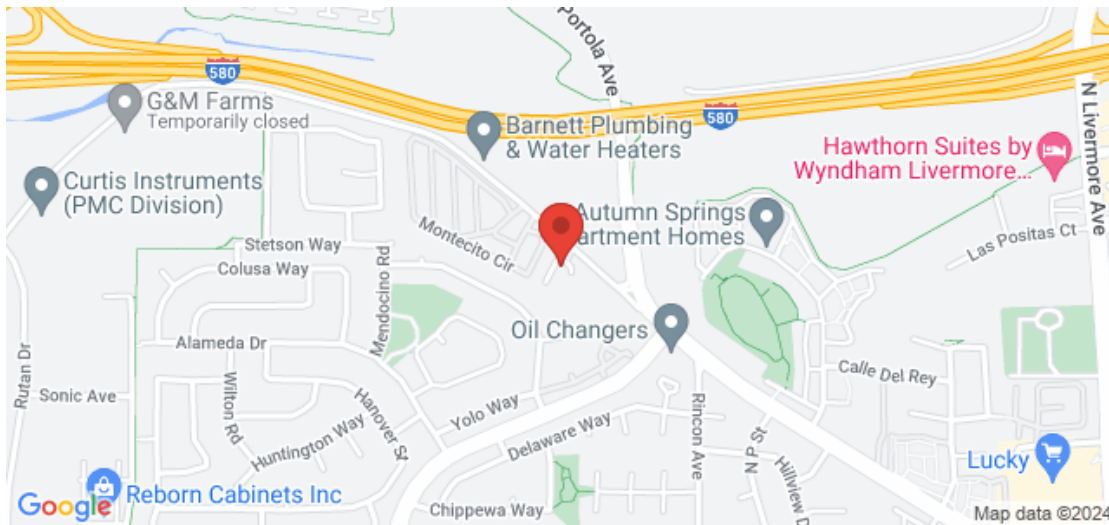 Portola Ave
580
G&M Farms
Temporarily closed
Barnett Plumbing
& Water Heaters
580
N Livermore Ave
Hawthorn Suites by
Wyndham Livermore...
Curtis Instruments
(PMC Division)
Autumn Springs
artment Homes
Montecito Cir
Stetson Way
Colusa Way
Mendocino Rd
Las Positas Ct
Oil Changers
Rutan Dr
Alameda Dr
Sonic Ave
Wilton Rd
Hanover St
Huntington Way
Yolo Way
Delaware Way
Rincon Ave
N P St
Hillview D
Calle Del Rey
Lucky
Reborn Cabinets Inc
Chippewa Way
Google
Map data ©2024